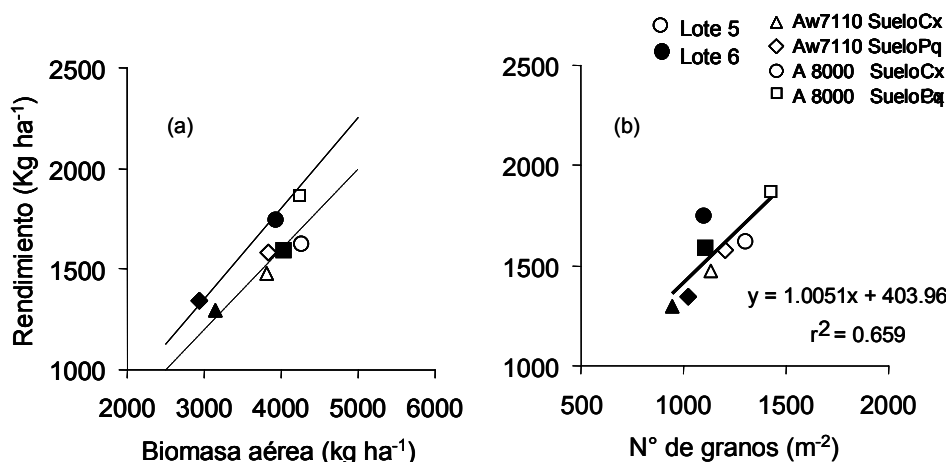 Lote 5
Lote 6
Aw7110 SueloCx
Aw7110 SueloPq
A 8000 SueloCx
A 8000
Rendimiento (Kg ha⁻¹)
2500
2000
1500
1000
(a)
2000 3000 4000 5000 6000
Biomasa aérea (kg ha⁻¹)
2500
2000
1500
1000
(b)
y = 1.0051x + 403.96
r² = 0.659
500 1000 1500 2000
N° de granos (m⁻²)